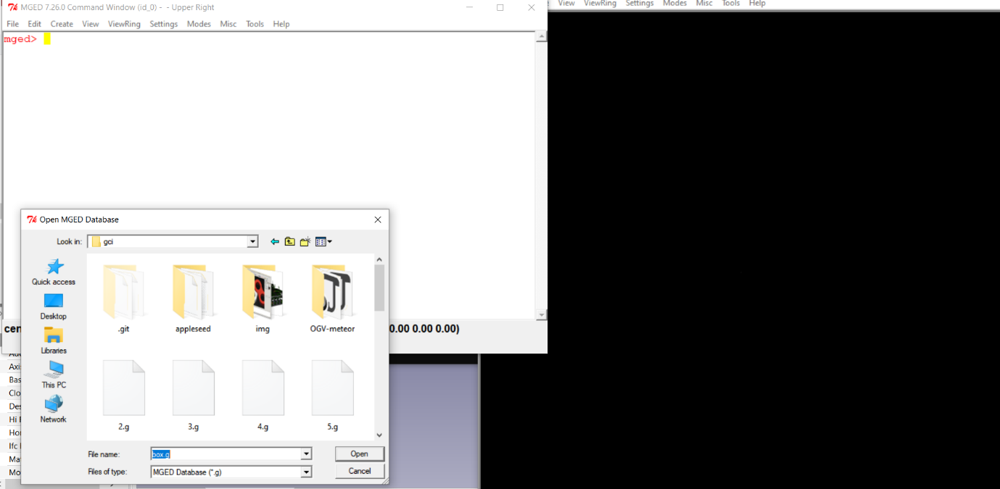 MGED 7.26.0 Command Window (id_0) - - Upper Right
File Edit Create View ViewRing Settings Modes Misc Tools Help
View ViewRing Settings Modes Misc Tools Help
mged>
Open MGED Database
Look in: gci
Quick access
Desktop
Libraries
This PC
Network
.git appleseed img OGV-meteor
2.g 3.g 4.g 5.g
File name: box.g Open
Files of type: MGED Database (*.g) Cancel
cen
0.00 0.00 0.00)
Axi
Bas
Clo
Des
Hi
Ho
Ifc
Ma
Mo